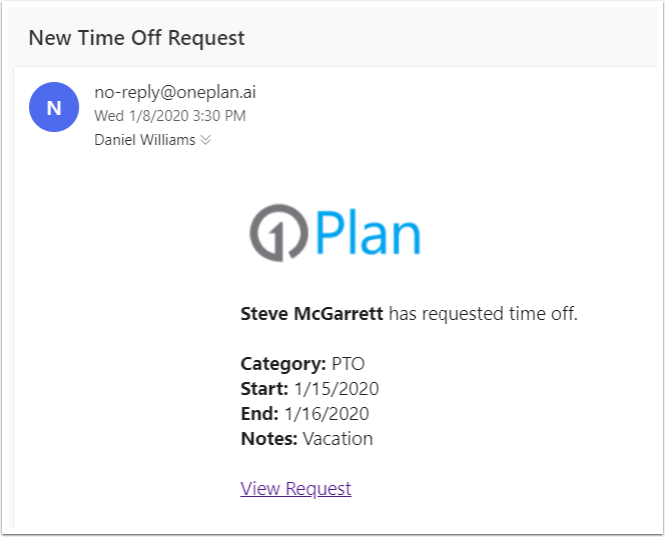 New Time Off Request
N
no-reply@oneplan.ai
Wed 1/8/2020 3:30 PM
Daniel Williams
1Plan
Steve McGarrett has requested time off.
Category: PTO
Start: 1/15/2020
End: 1/16/2020
Notes: Vacation
View Request